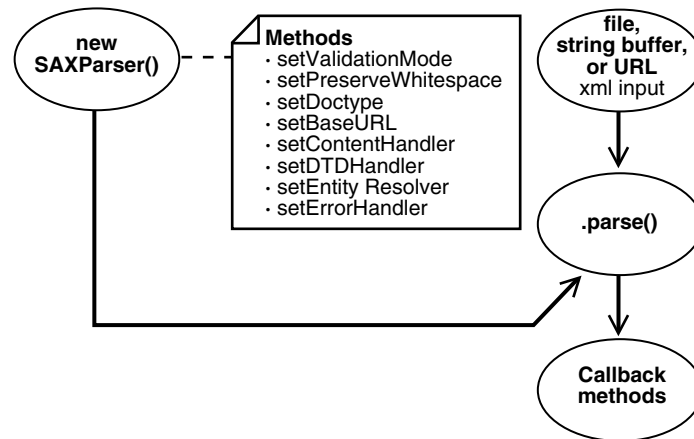 new
SAXParser()
Methods
· setValidationMode
· setPreserveWhitespace
· setDoctype
· setBaseURL
· setContentHandler
· setDTDHandler
· setEntity Resolver
· setErrorHandler
file,
string buffer,
or URL
xml input
.parse()
Callback
methods